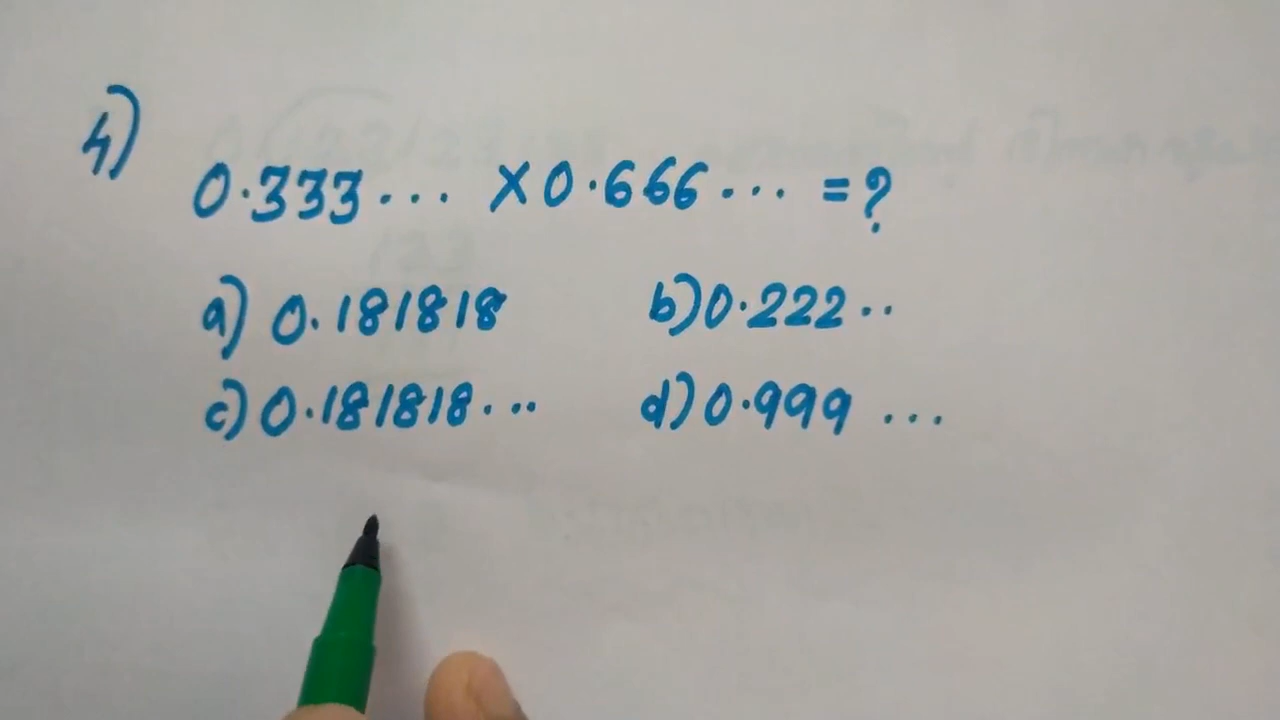 4)
0.333... X 0.666... = ?
a) 0.181818 b) 0.222..
c) 0.181818... d) 0.999 ...